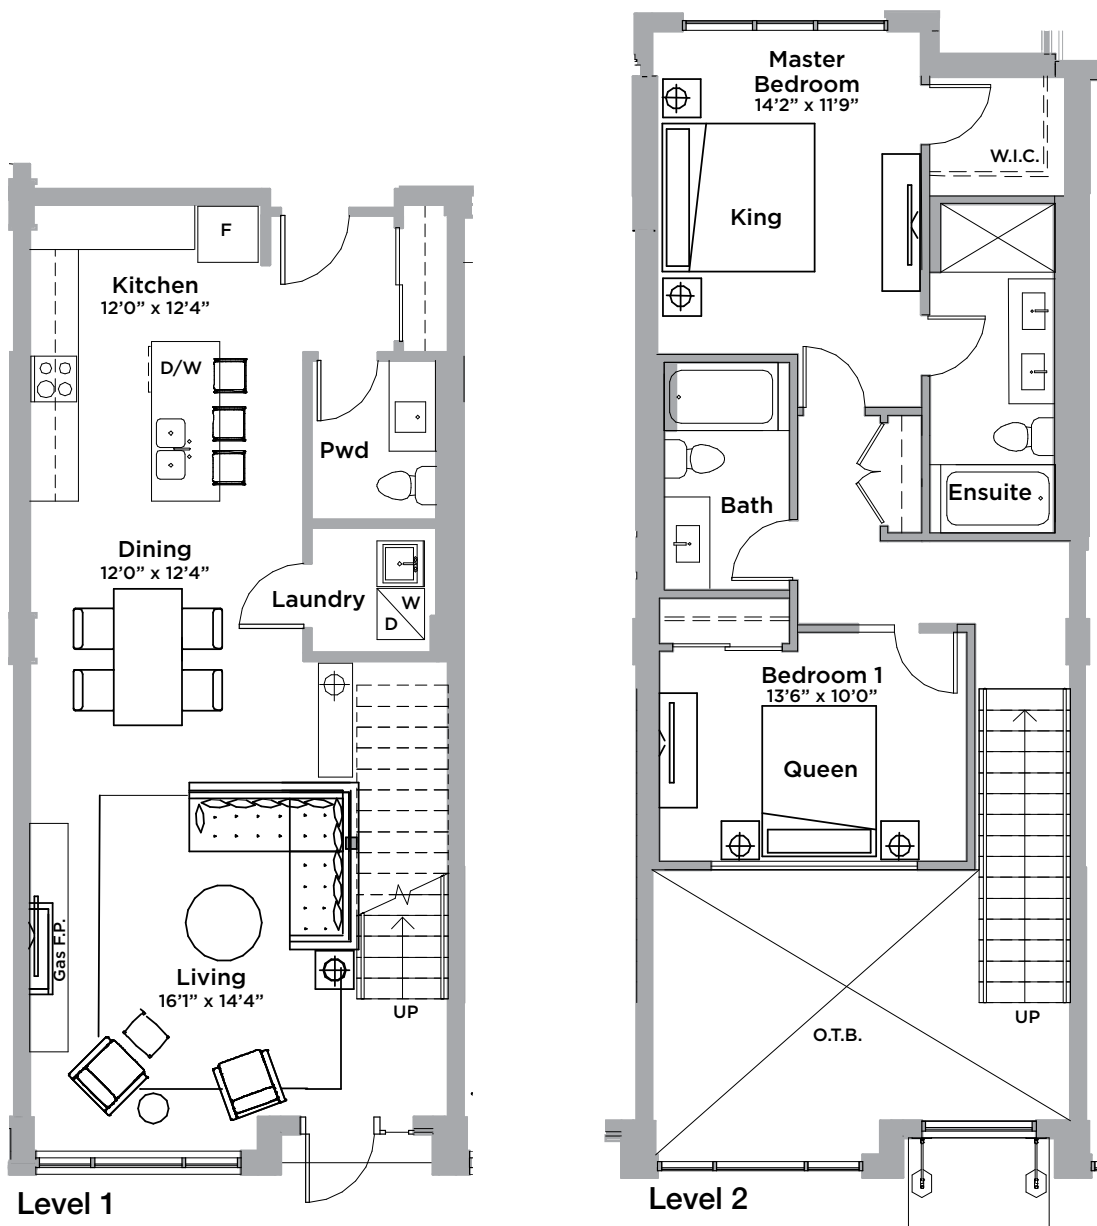 F
Kitchen
12’0” x 12’4”
D/W
Pwd
Dining
12’0” x 12’4”
Laundry
W
D
Gas F.P.
Living
16’1” x 14’4”
UP
Level 1
Master
Bedroom
14’2” x 11’9”
W.I.C.
King
Ensuite
Bath
Bedroom 1
13’6” x 10’0”
Queen
UP
O.T.B.
Level 2